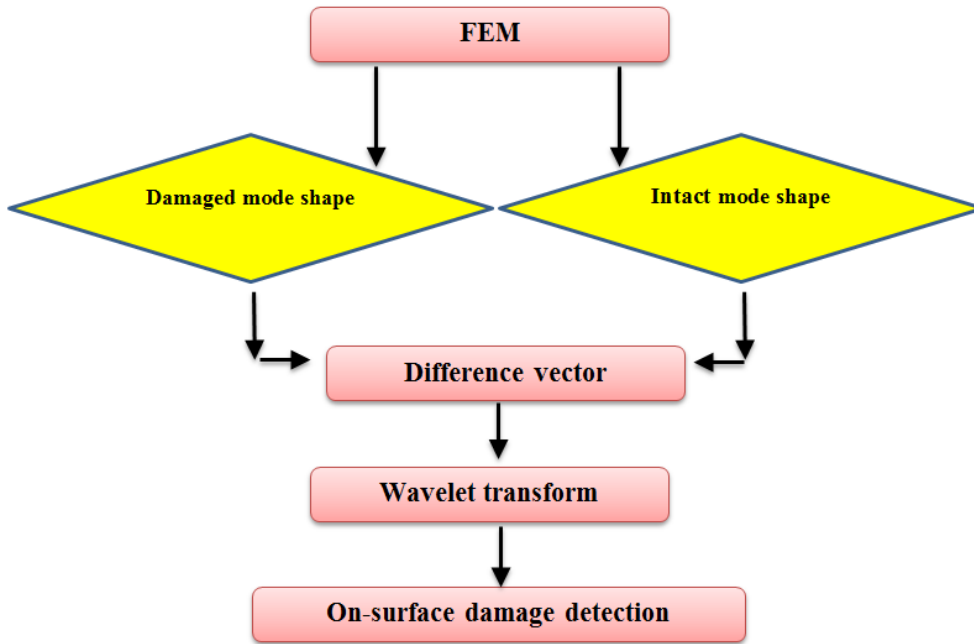 FEM
Damaged mode shape
Intact mode shape
Difference vector
Wavelet transform
On-surface damage detection